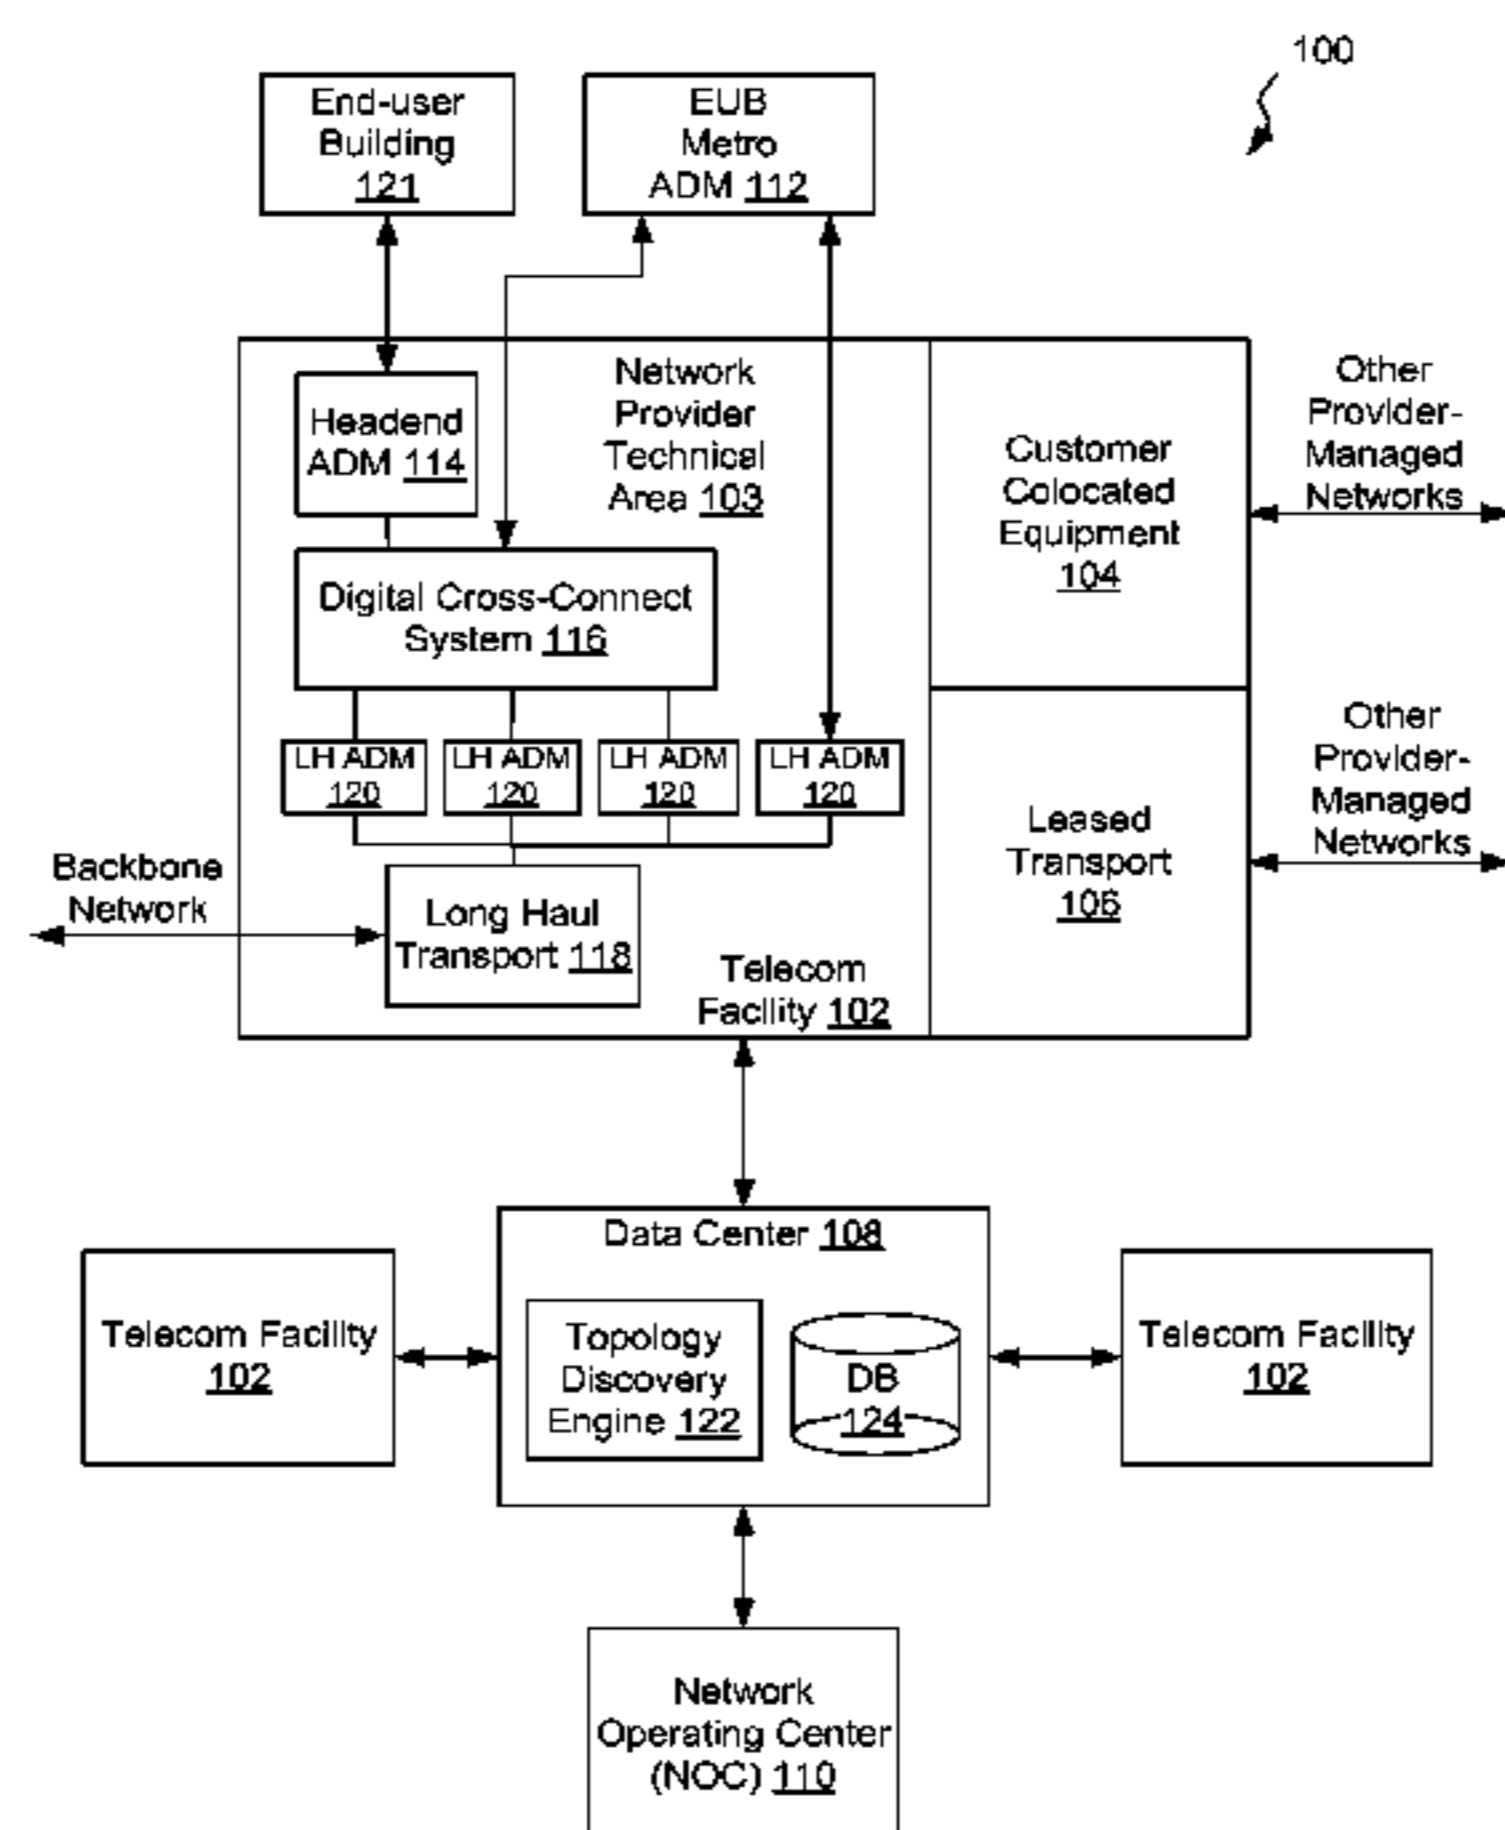 100
End-user
Building
121
EUB
Metro
ADM 112
Headend
ADM 114
Network
Provider
Technical
Area 103
Customer
Colocated
Equipment
104
Other
Provider-
Managed
Networks
Digital Cross-Connect
System 116
LH ADM
120
LH ADM
120
LH ADM
120
LH ADM
120
Leased
Transport
106
Other
Provider-
Managed
Networks
Backbone
Network
Long Haul
Transport 118
Telecom
Facility 102
Data Center 108
Telecom Facility
102
Topology
Discovery
Engine 122
DB
124
Telecom Facility
102
Network
Operating Center
(NOC) 110